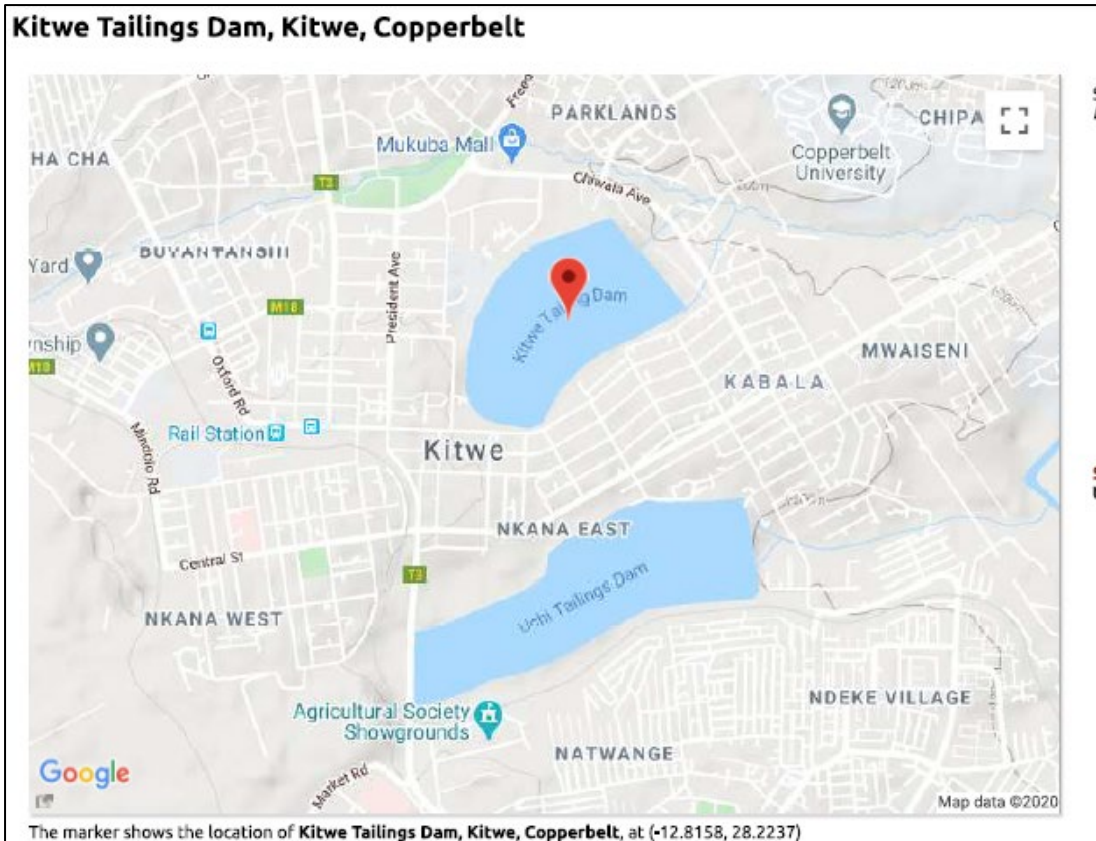 Kitwe Tailings Dam, Kitwe, Copperbelt
PARKLANDS
CHIPA
Mukuba Mall
Copperbelt
University
HA CHA
T3
Chiwala Ave
BUYANTANSHI
Yard
President Ave
M18
Kitwe Tailing Dam
nship
M18
Oxford Rd
MWAISENI
KABALA
Rail Station
Mindolo Rd
Kitwe
NKANA EAST
Central St
T3
Uchi Tailings Dam
NKANA WEST
NDEKE VILLAGE
Agricultural Society
Showgrounds
NATWANGE
Google
Market Rd
Map data ©2020
The marker shows the location of Kitwe Tailings Dam, Kitwe, Copperbelt, at (-12.8158, 28.2237)